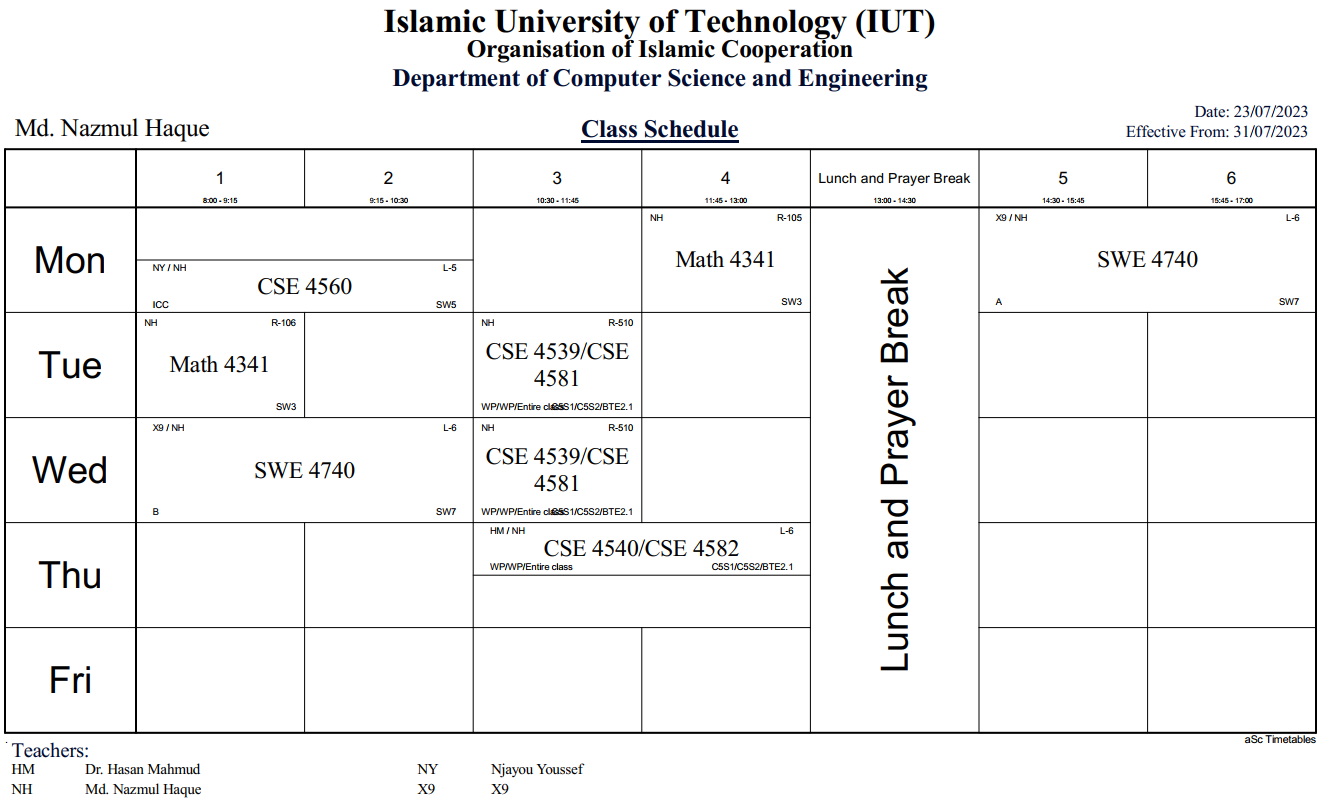 Islamic University of Technology (IUT)
Organisation of Islamic Cooperation
Department of Computer Science and Engineering
Md. Nazmul Haque
Class Schedule
Date: 23/07/2023
Effective From: 31/07/2023
1 2 3 4 Lunch and Prayer Break 5 6
8:00 - 9:15 9:15 - 10:30 10:30 - 11:45 11:45 - 13:00 13:00 - 14:30 14:30 - 15:45 15:45 - 17:00
Mon
NY / NH L-5
CSE 4560
ICC SW5
NH R-105
Math 4341
SW3
X9 / NH L-6
SWE 4740
A SW7
Lunch and Prayer Break
Tue
NH R-106
Math 4341
SW3
NH R-510
CSE 4539/CSE
4581
WP/WP/Entire class C5S1/C5S2/BTE2.1
Wed
X9 / NH L-6
SWE 4740
B SW7
NH R-510
CSE 4539/CSE
4581
WP/WP/Entire class C5S1/C5S2/BTE2.1
Thu
HM / NH L-6
CSE 4540/CSE 4582
WP/WP/Entire class C5S1/C5S2/BTE2.1
Fri
aSc Timetables
Teachers:
HM Dr. Hasan Mahmud NY Njayou Youssef
NH Md. Nazmul Haque X9 X9